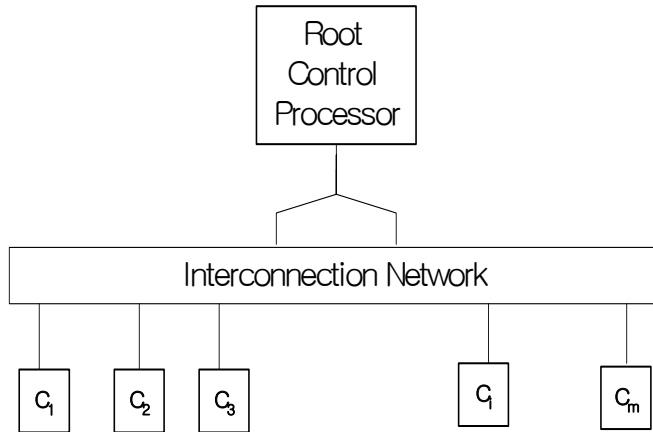 Root
Control
Processor
Interconnection Network
C₁ C₂ C₃ Cᵢ Cₘ